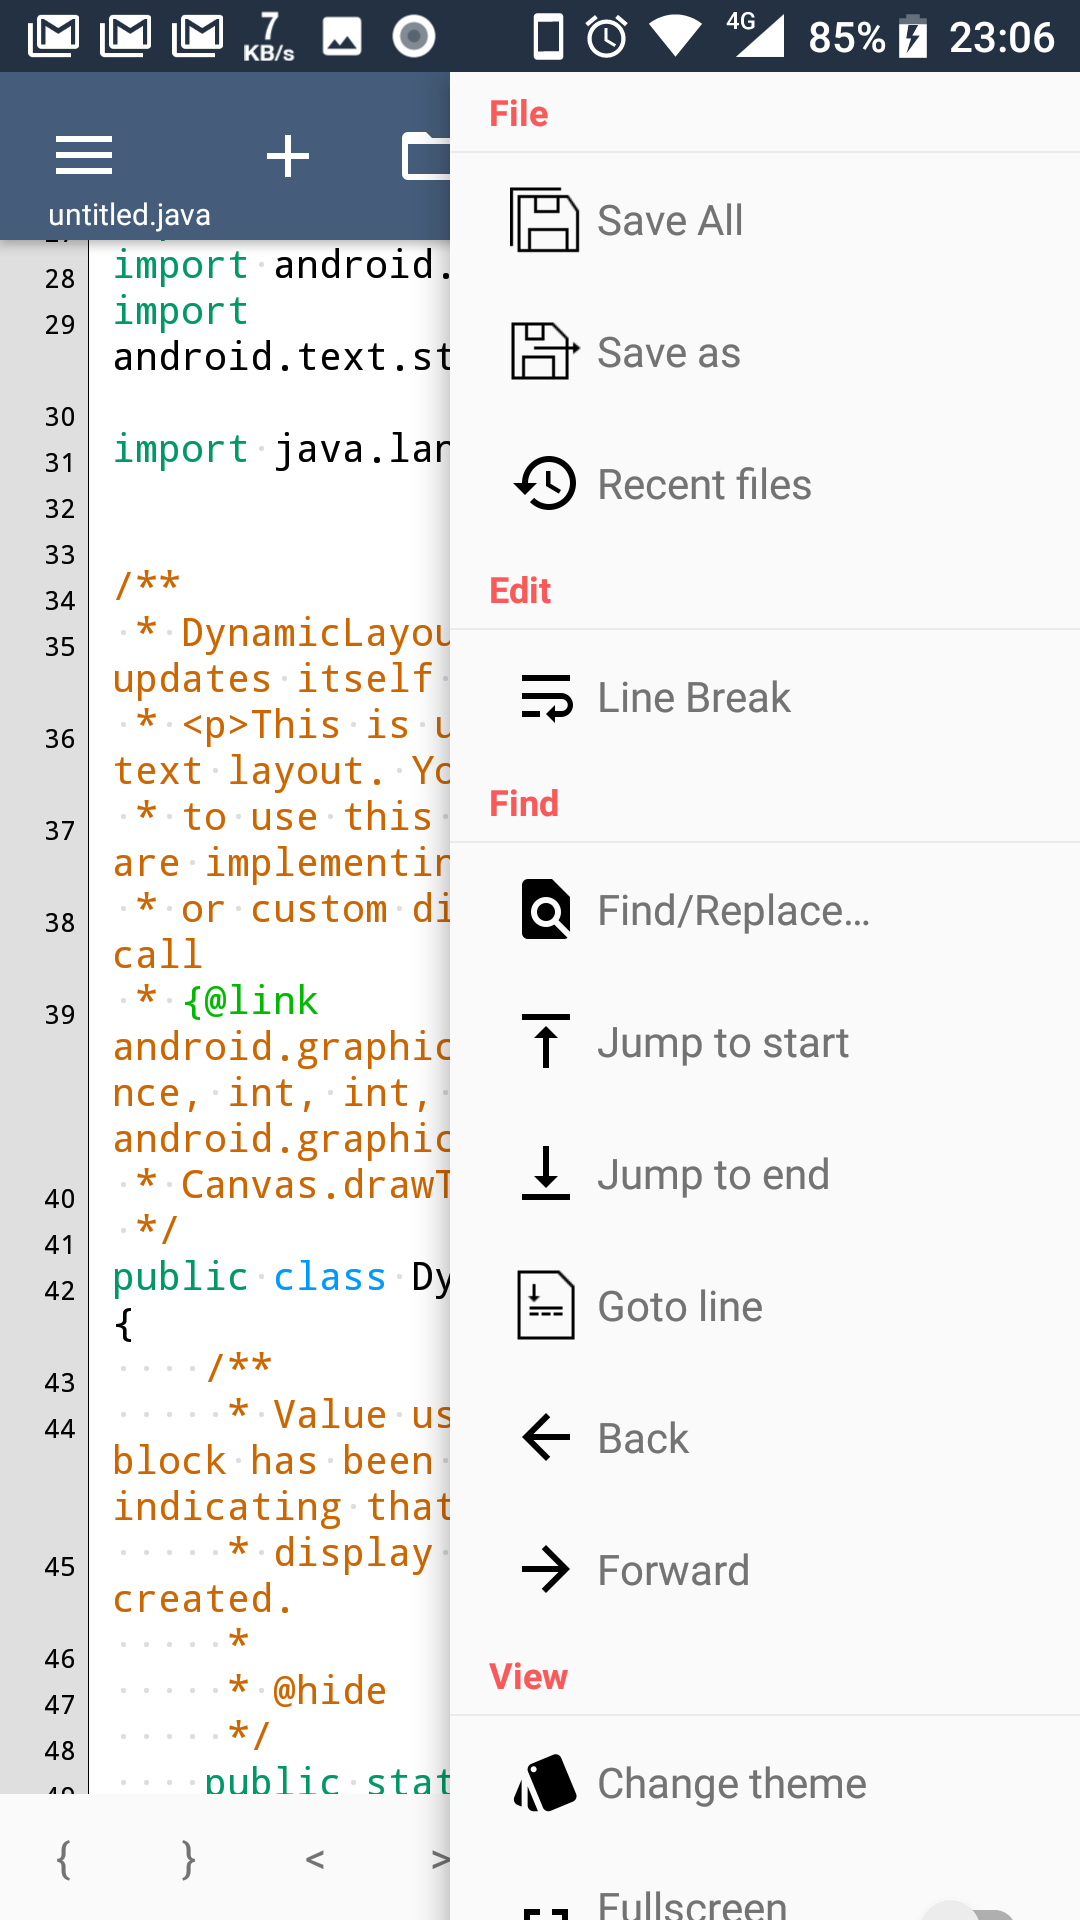 7
KB/s
4G
85%
23:06
untitled.java
28 import android.
29 import
android.text.st
30
31 import java.lan
32
33
34 /**
35 * DynamicLayou
updates itself
36 * <p>This is u
text layout. Yo
37 * to use this
are implementin
38 * or custom di
call
39 * {@link
android.graphic
nce, int, int,
android.graphic
40 * Canvas.drawT
41 */
42 public class Dy
{
43 /**
44 * Value us
block has been
indicating that
45 * display
created.
46 *
47 * @hide
48 */
public stat
{ } < >
File
Save All
Save as
Recent files
Edit
Line Break
Find
Find/Replace...
Jump to start
Jump to end
Goto line
Back
Forward
View
Change theme
Fullscreen